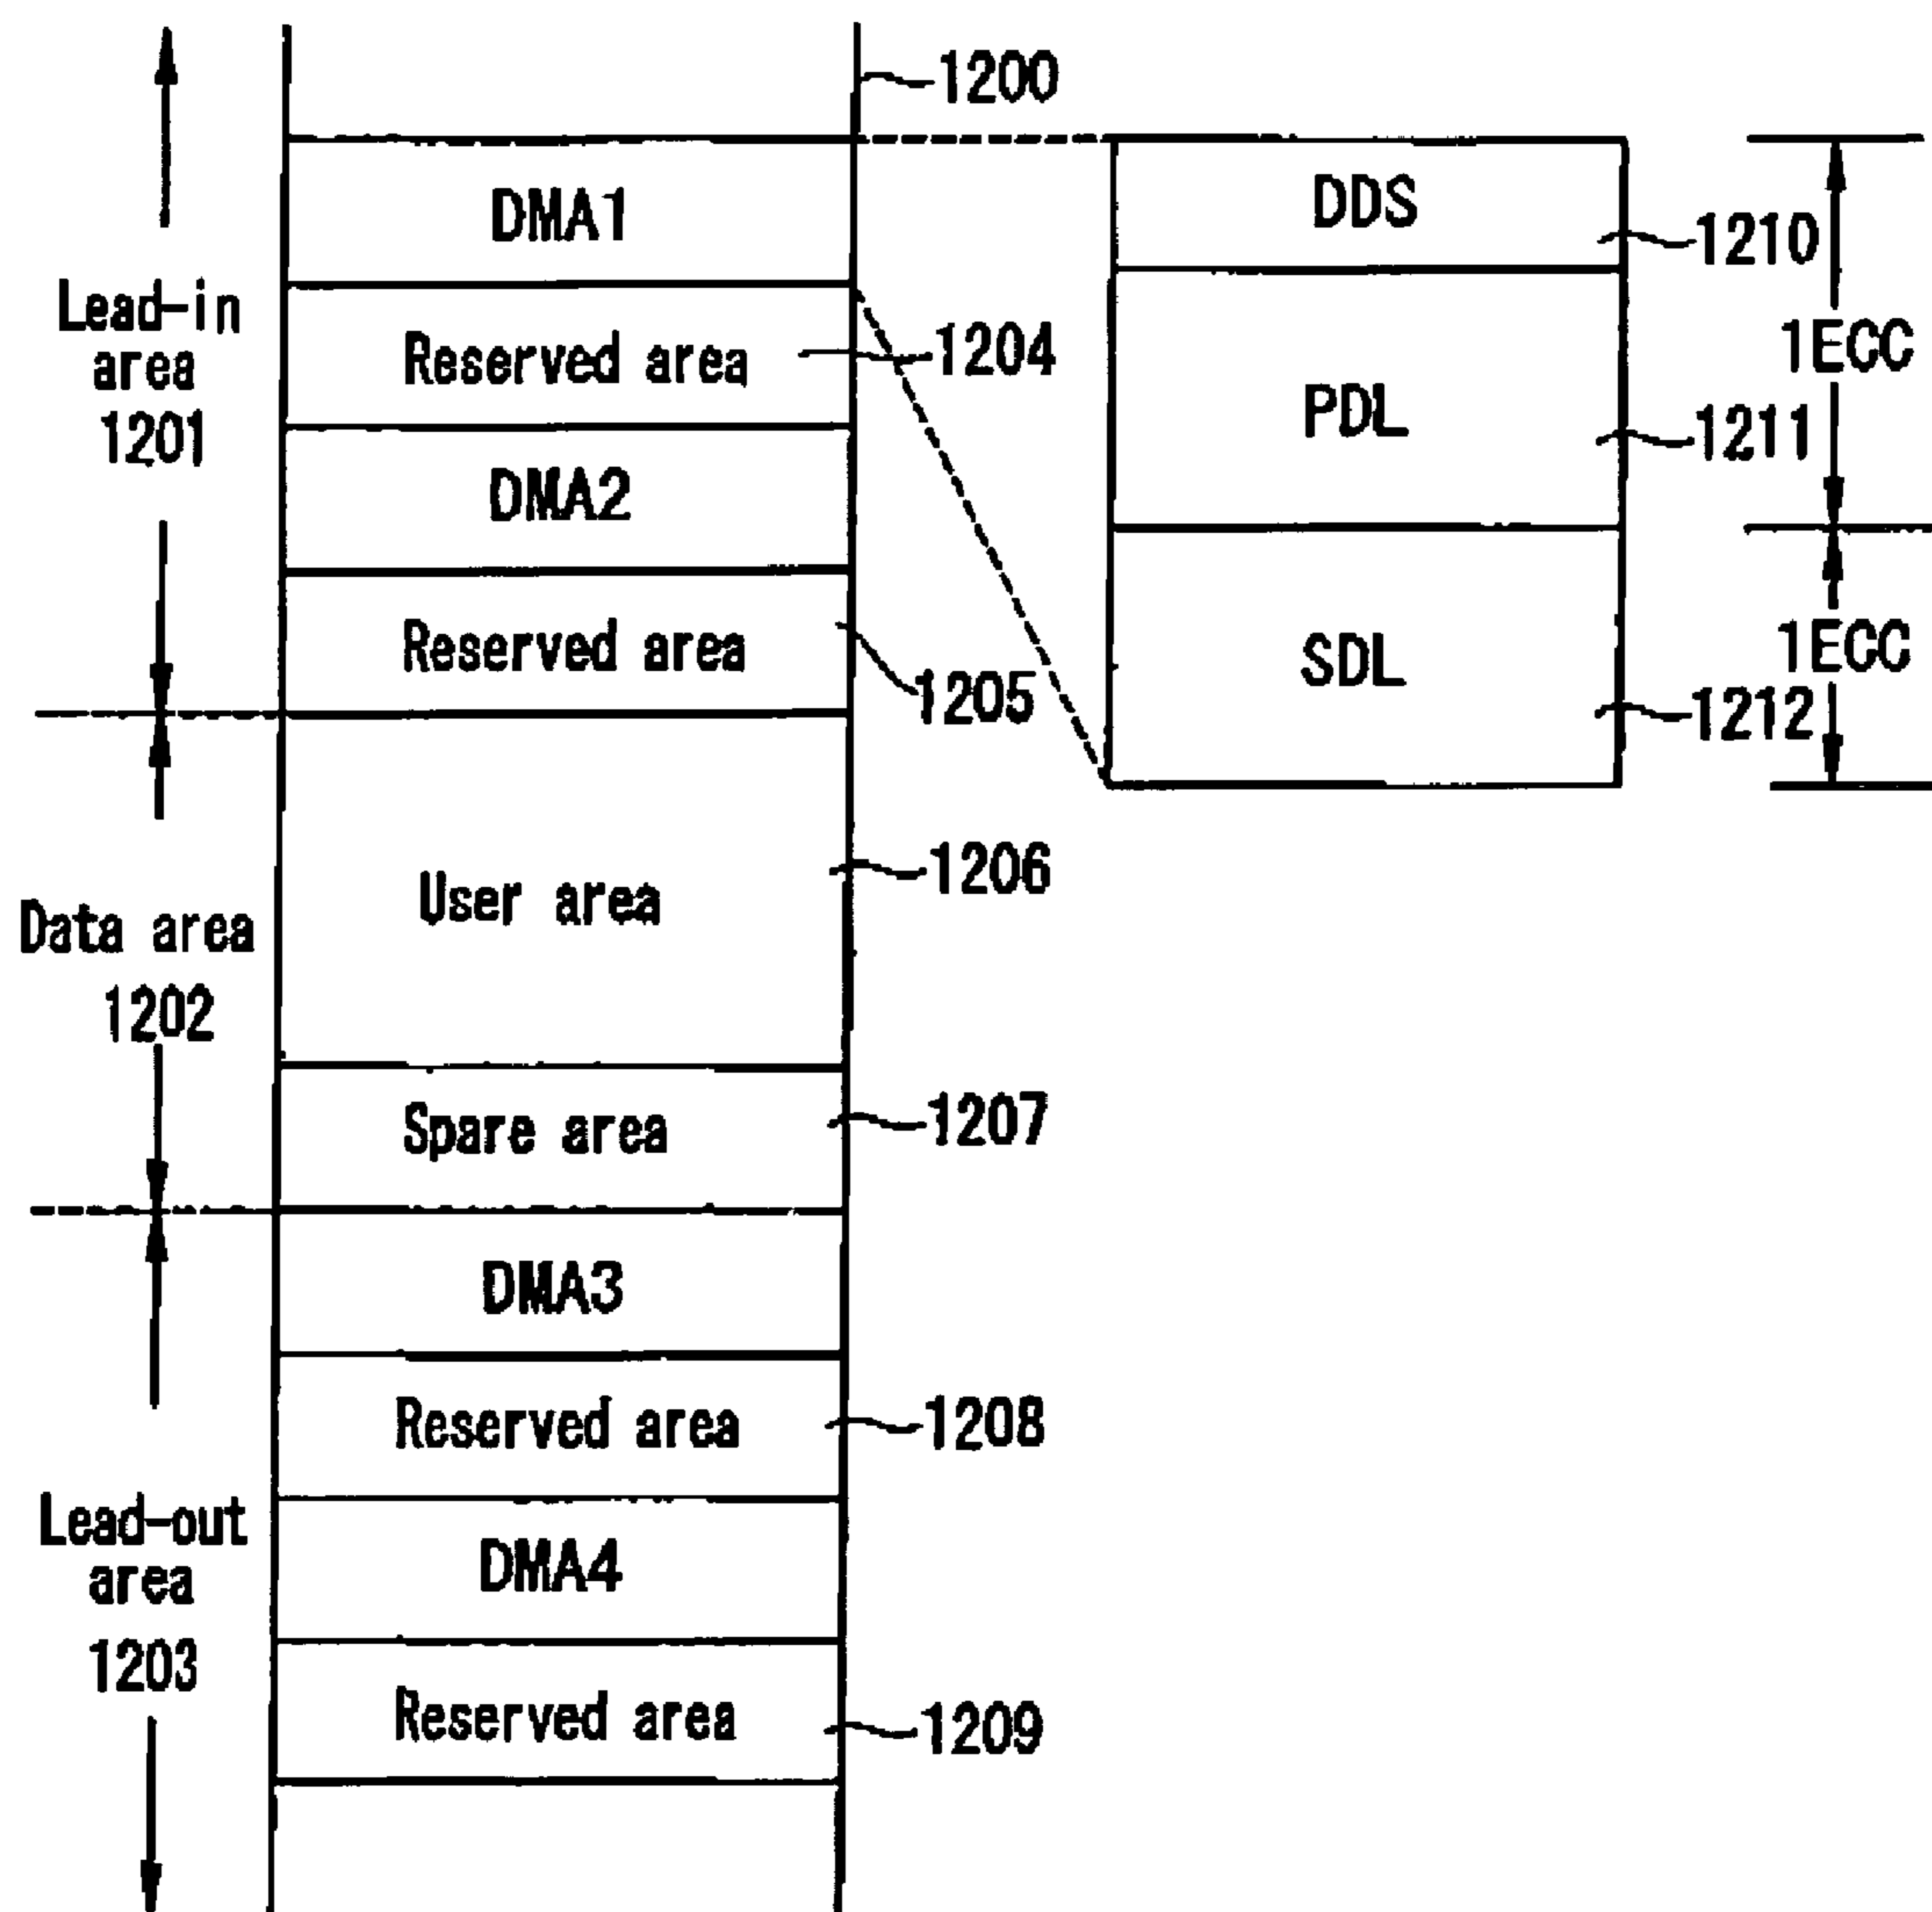 1200
DMA1
DDS
1210
Lead-in
area
1201
Reserved area
1204
1ECC
PDL
1211
DMA2
Reserved area
1205
SDL
1ECC
1212
User area
1206
Data area
1202
Spare area
1207
DMA3
Reserved area
1208
Lead-out
area
1203
DMA4
Reserved area
1209